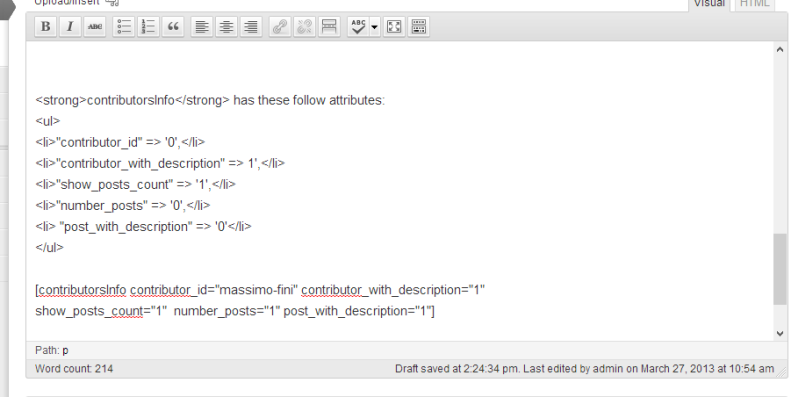 Upload/Insert
Visual HTML
B I ABC “ ABC
<strong>contributorsInfo</strong> has these follow attributes:
<ul>
<li>"contributor_id" => '0',</li>
<li>"contributor_with_description" => 1',</li>
<li>"show_posts_count" => '1',</li>
<li>"number_posts" => '0',</li>
<li> "post_with_description" => '0'</li>
</ul>
[contributorsInfo contributor_id="massimo-fini" contributor_with_description="1"
show_posts_count="1"  number_posts="1" post_with_description="1"]
Path: p
Word count: 214
Draft saved at 2:24:34 pm. Last edited by admin on March 27, 2013 at 10:54 am